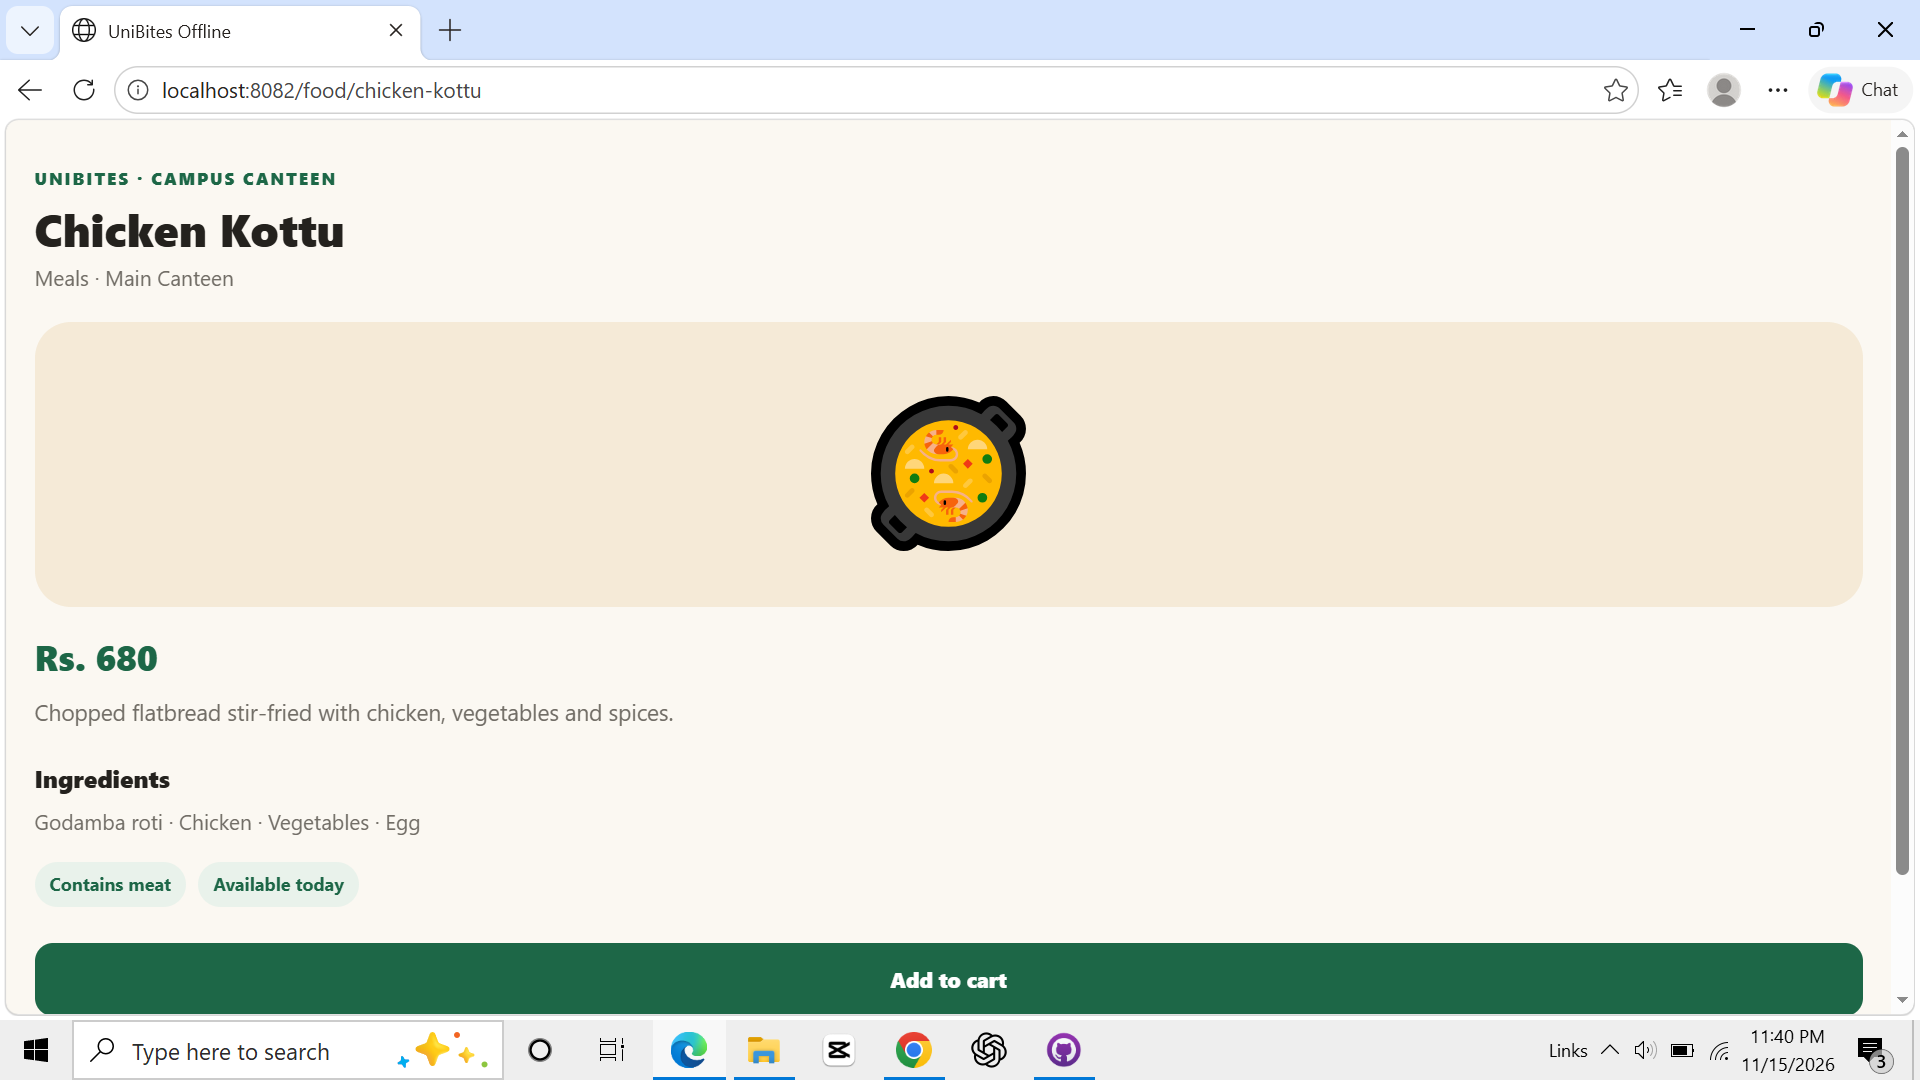 UniBites Offline
localhost:8082/food/chicken-kottu
Chat
UNIBITES · CAMPUS CANTEEN
Chicken Kottu
Meals · Main Canteen
Rs. 680
Chopped flatbread stir-fried with chicken, vegetables and spices.
Ingredients
Godamba roti · Chicken · Vegetables · Egg
Contains meat
Available today
Add to cart
Type here to search
Links
11:40 PM
11/15/2026
3